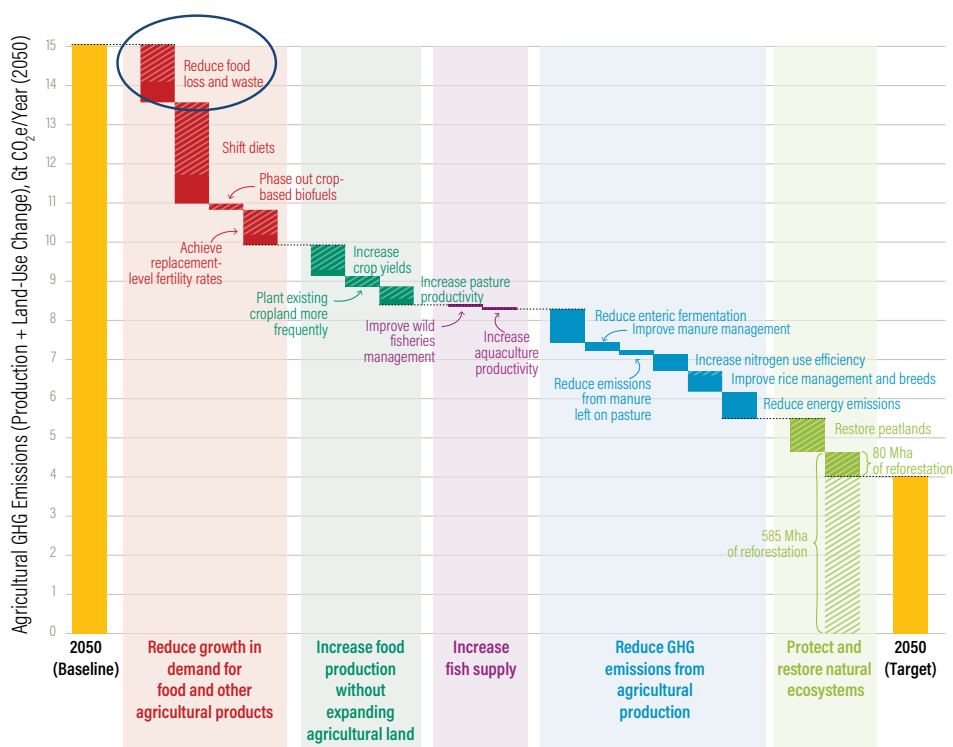 Agricultural GHG Emissions (Production + Land-Use Change), Gt CO2e/Year (2050)
15
14
13
12
11
10
9
8
7
6
5
4
3
2
1
0
Reduce food
loss and waste
Shift diets
Phase out crop-
based biofuels
Achieve
replacement-
level fertility rates
Increase
crop yields
Plant existing
cropland more
frequently
Increase pasture
productivity
Improve wild
fisheries
management
Increase
aquaculture
productivity
Reduce enteric fermentation
Improve manure management
Reduce emissions
from manure
left on pasture
Increase nitrogen use efficiency
Improve rice management and breeds
Reduce energy emissions
Restore peatlands
80 Mha
of reforestation
585 Mha
of reforestation
2050
(Baseline)
Reduce growth in
demand for
food and other
agricultural products
Increase food
production
without
expanding
agricultural land
Increase
fish supply
Reduce GHG
emissions from
agricultural
production
Protect and
restore natural
ecosystems
2050
(Target)